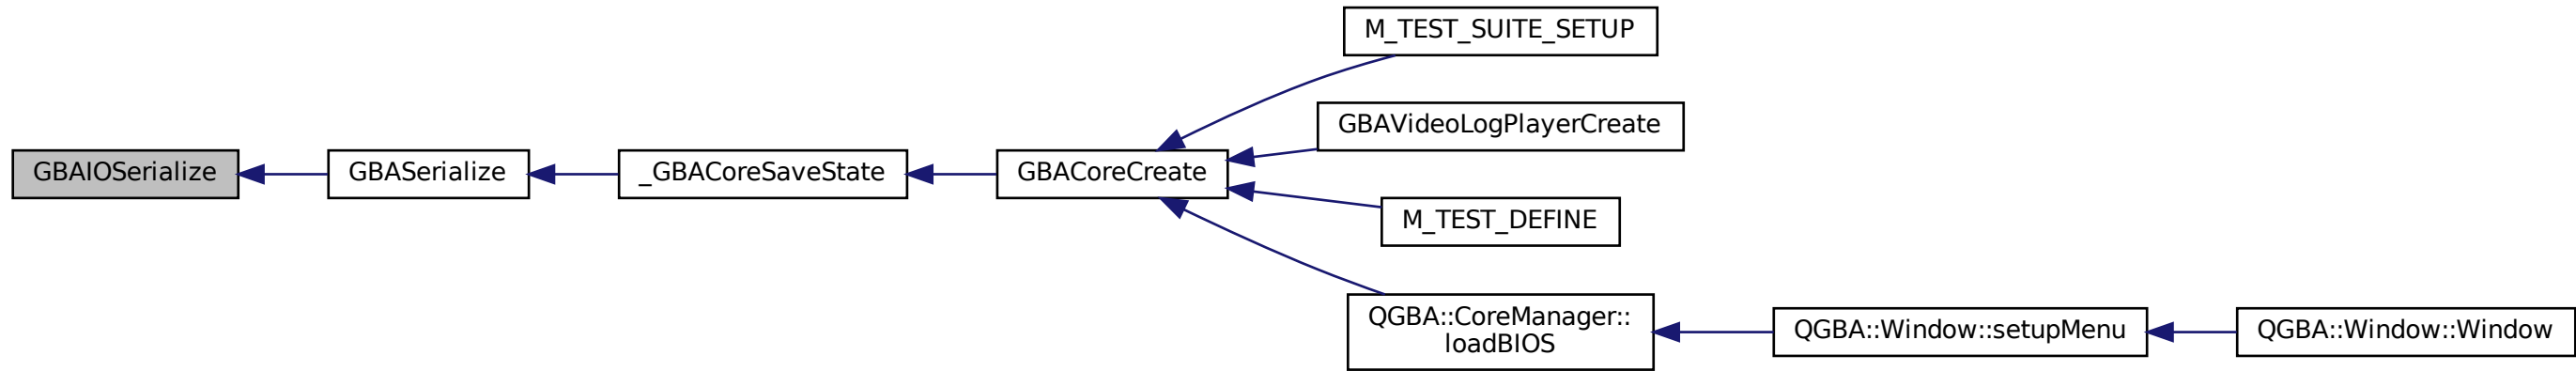 M_TEST_SUITE_SETUP
GBAVideoLogPlayerCreate
GBAIOSerialize
GBASerialize
_GBACoreSaveState
GBACoreCreate
M_TEST_DEFINE
QGBA::CoreManager::
loadBIOS
QGBA::Window::setupMenu
QGBA::Window::Window